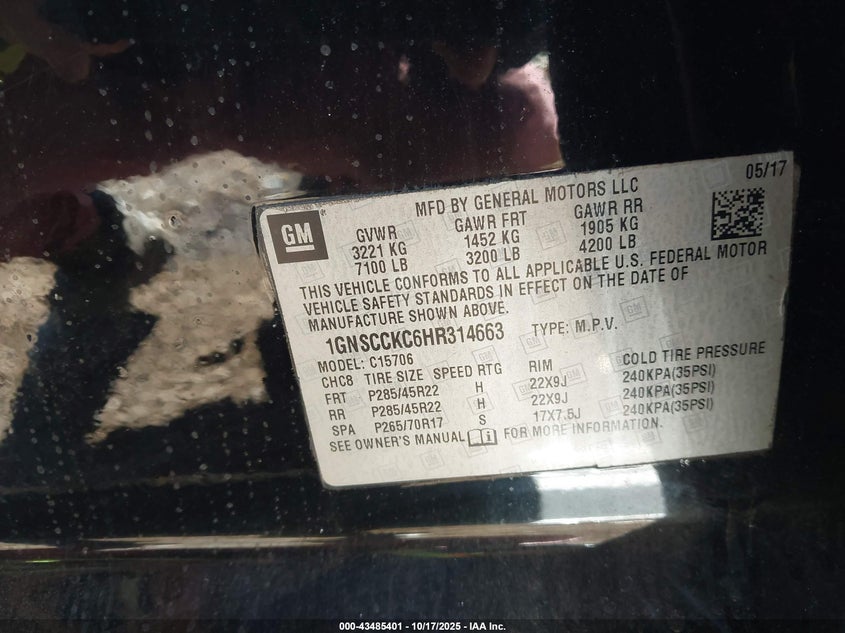 05/17
MFD BY GENERAL MOTORS LLC
GM
GVWR GAWR FRT GAWR RR
3221 KG 1452 KG 1905 KG
7100 LB 3200 LB 4200 LB
THIS VEHICLE CONFORMS TO ALL APPLICABLE U.S. FEDERAL MOTOR
VEHICLE SAFETY STANDARDS IN EFFECT ON THE DATE OF
MANUFACTURE SHOWN ABOVE.
1GNSCCKC6HR314663 TYPE: M.P.V.
MODEL: C15706
CHC8 TIRE SIZE SPEED RTG RIM COLD TIRE PRESSURE
FRT P285/45R22 H 22X9J 240KPA(35PSI)
RR P285/45R22 H 22X9J 240KPA(35PSI)
SPA P265/70R17 S 17X7.5J 240KPA(35PSI)
SEE OWNER'S MANUAL FOR MORE INFORMATION.
000-43485401 - 10/17/2025 - IAA Inc.